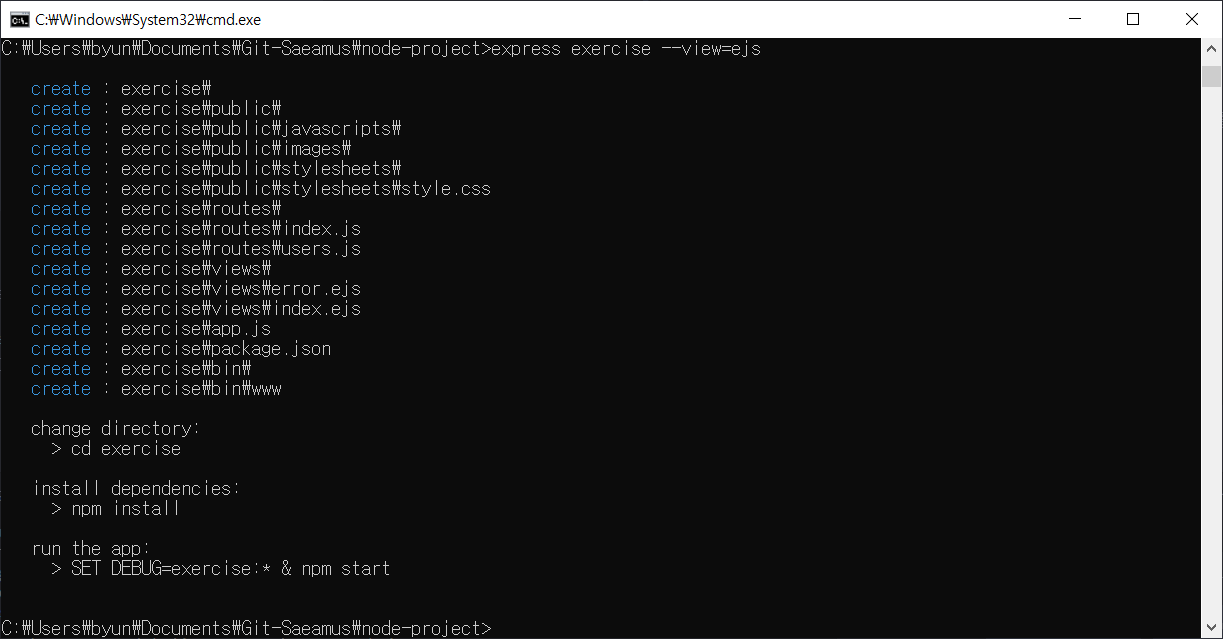 C:₩Windows₩System32₩cmd.exe
C:₩Users₩byun₩Documents₩Git-Saeamus₩node-project>express exercise --view=ejs
create : exercise₩
create : exercise₩public₩
create : exercise₩public₩javascripts₩
create : exercise₩public₩images₩
create : exercise₩public₩stylesheets₩
create : exercise₩public₩stylesheets₩style.css
create : exercise₩routes₩
create : exercise₩routes₩index.js
create : exercise₩routes₩users.js
create : exercise₩views₩
create : exercise₩views₩error.ejs
create : exercise₩views₩index.ejs
create : exercise₩app.js
create : exercise₩package.json
create : exercise₩bin₩
create : exercise₩bin₩www
change directory:
> cd exercise
install dependencies:
> npm install
run the app:
> SET DEBUG=exercise:* & npm start
C:₩Users₩byun₩Documents₩Git-Saeamus₩node-project>